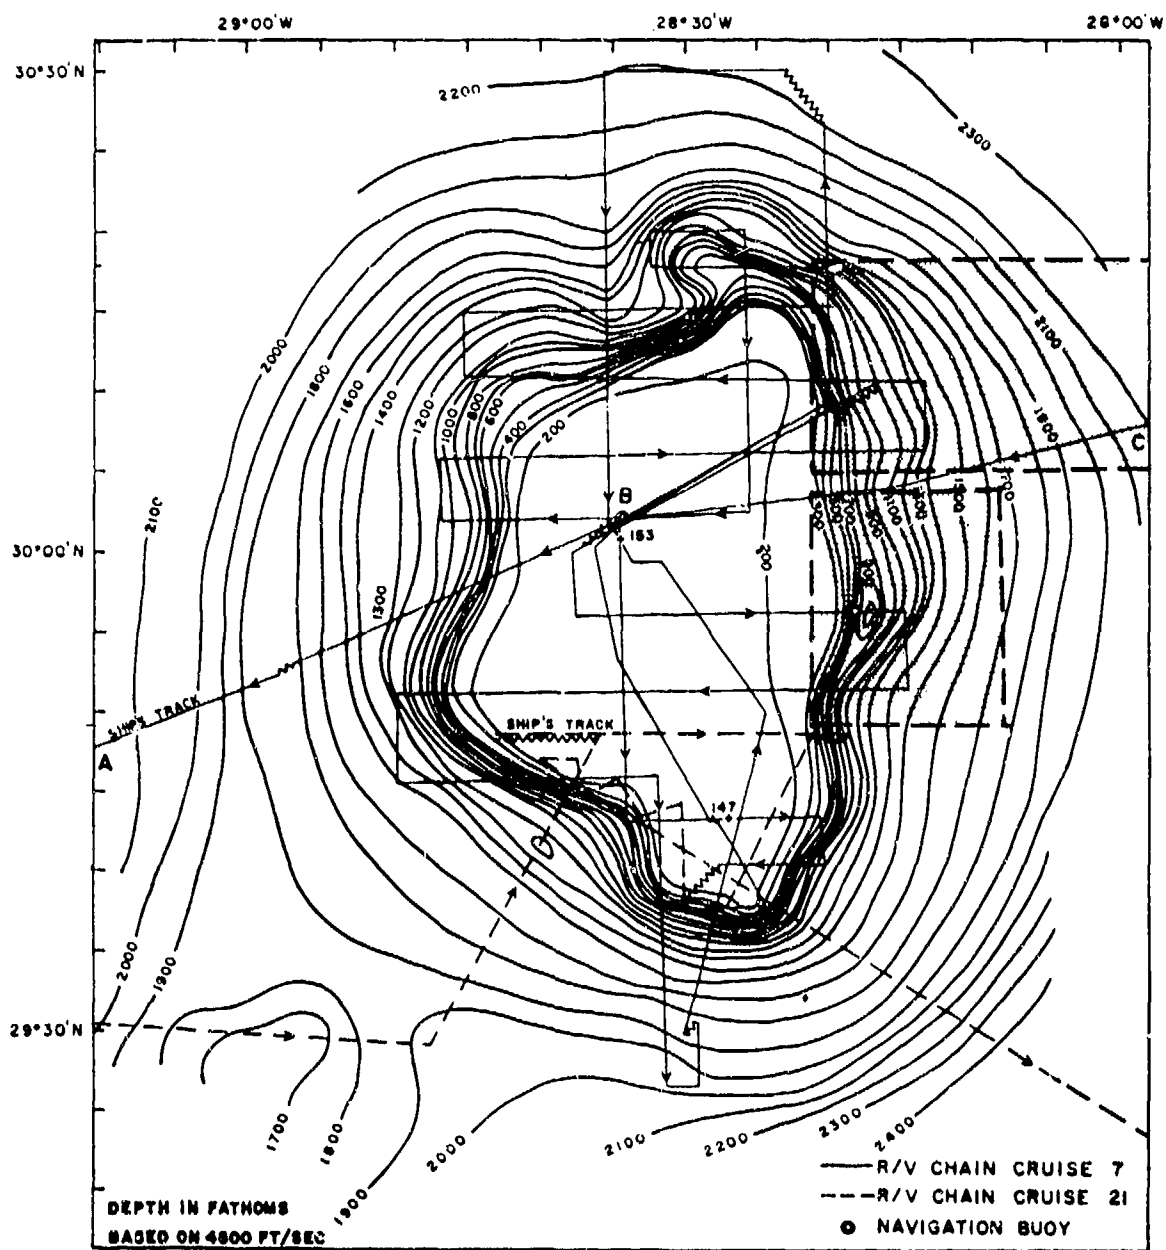 29°00'W
28°30'W
28°00'W
30°30'N
2200
2300
2000
1800
1600
1400
1200
1000
800
600
400
200
2100
C
B
153
30°00'N
200
2100
1300
SHIP'S TRACK
A
SHIP'S TRACK
147
2000
1900
29°30'N
1700
1800
1900
2000
2100
2200
2300
2400
R/V CHAIN CRUISE 7
R/V CHAIN CRUISE 21
NAVIGATION BUOY
DEPTH IN FATHOMS
BASED ON 4800 FT/SEC